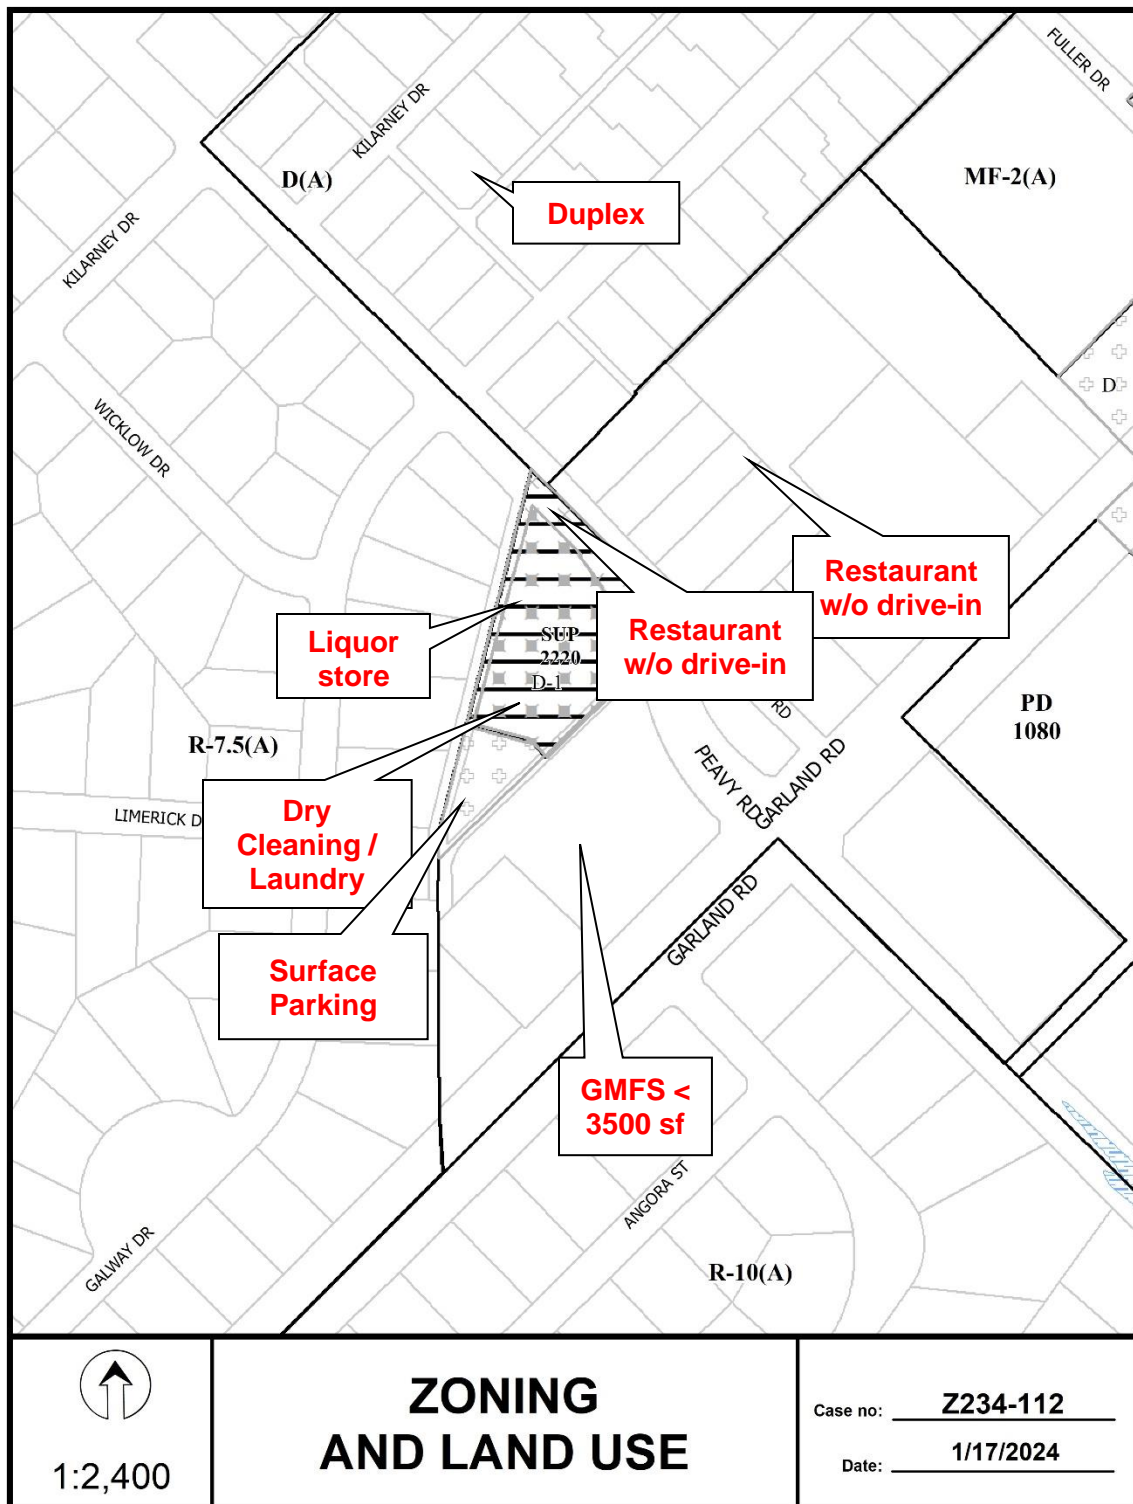 FULLER DR
KILARNEY DR
D(A)
MF-2(A)
Duplex
KILARNEY DR
D
WICKLOW DR
Restaurant
w/o drive-in
Liquor
store
SUP
2220
D-1
Restaurant
w/o drive-in
R-7.5(A)
RD
PD
1080
PEAVY RD
GARLAND RD
LIMERICK D
Dry
Cleaning /
Laundry
GARLAND RD
Surface
Parking
GMFS <
3500 sf
ANGORA ST
GALWAY DR
R-10(A)
1:2,400
ZONING
AND LAND USE
Case no: Z234-112
Date: 1/17/2024